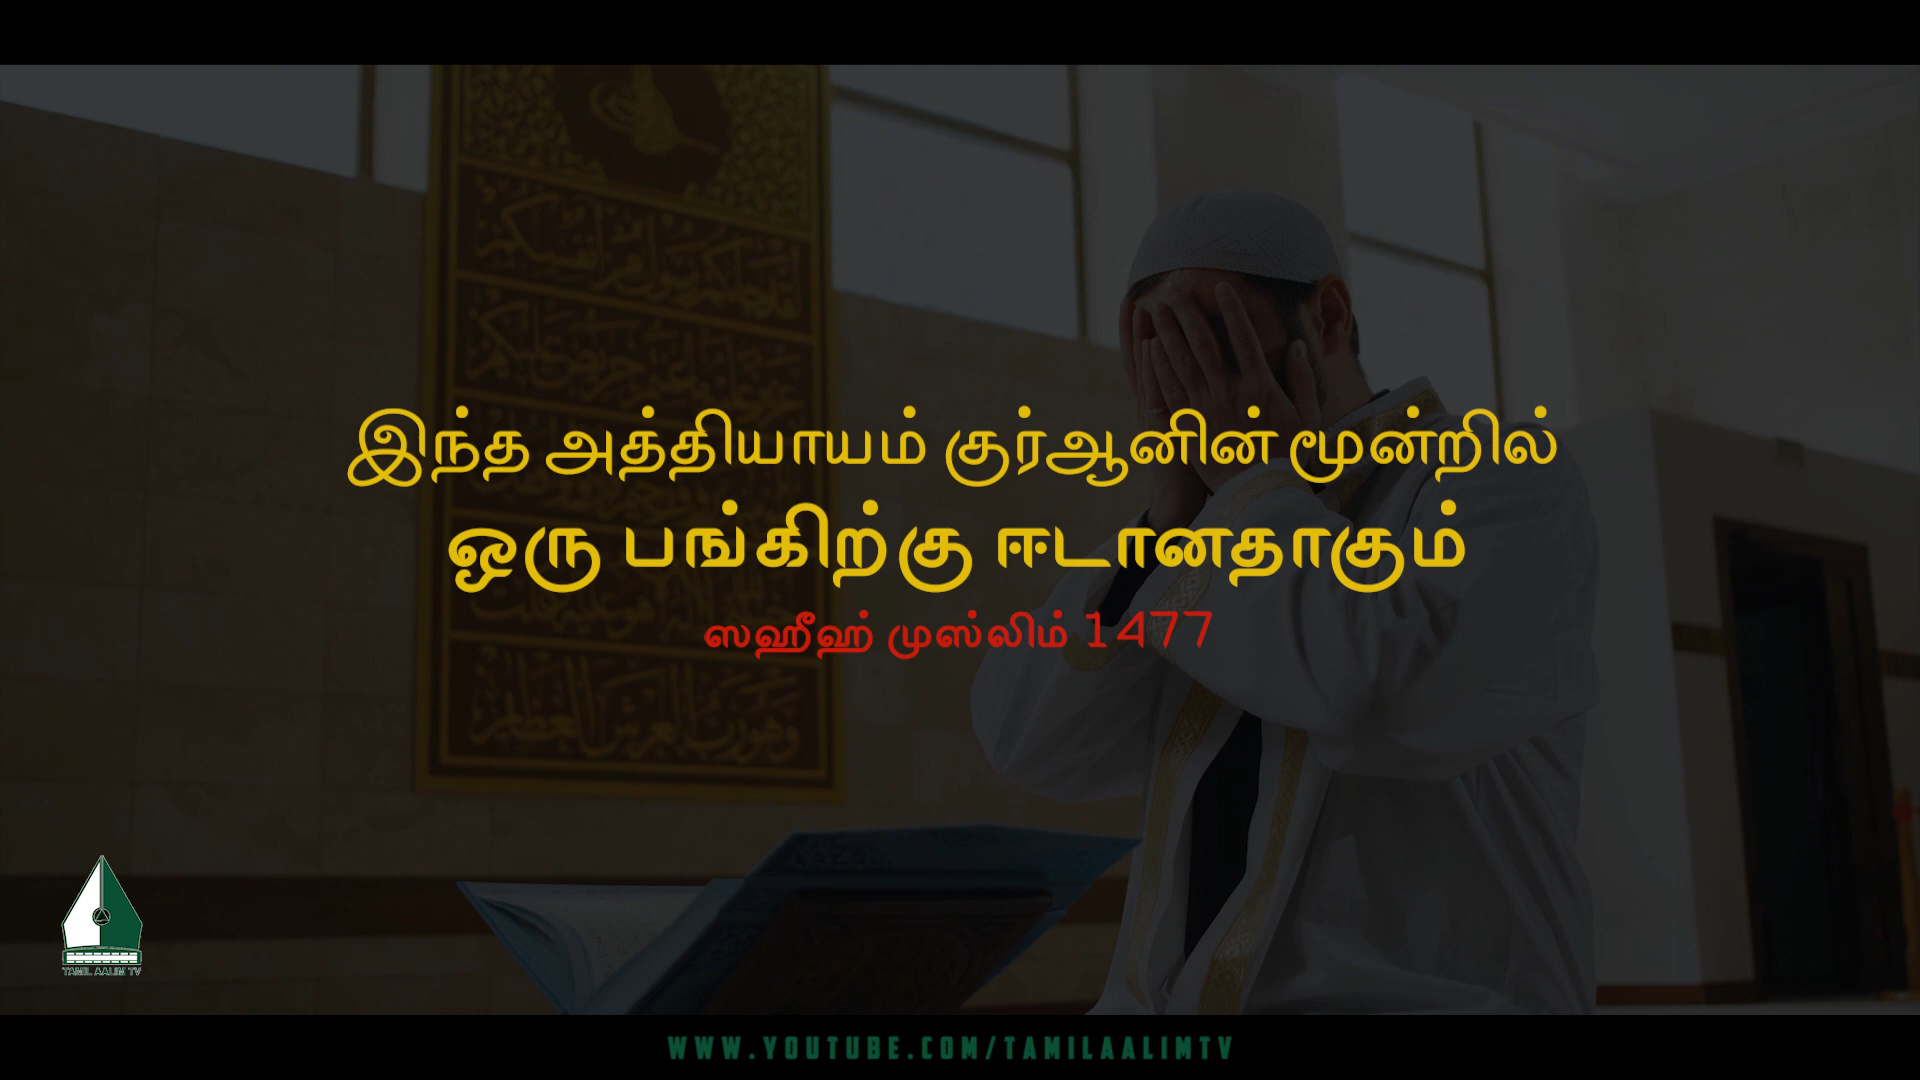 இந்த அத்தியாயம் குர்ஆனின் மூன்றில்
ஒரு பங்கிற்கு ஈடானதாகும்
ஸஹீஹ் முஸ்லிம் 1477
TAMIL AALIM TV
WWW.YOUTUBE.COM/TAMILAALIMTV